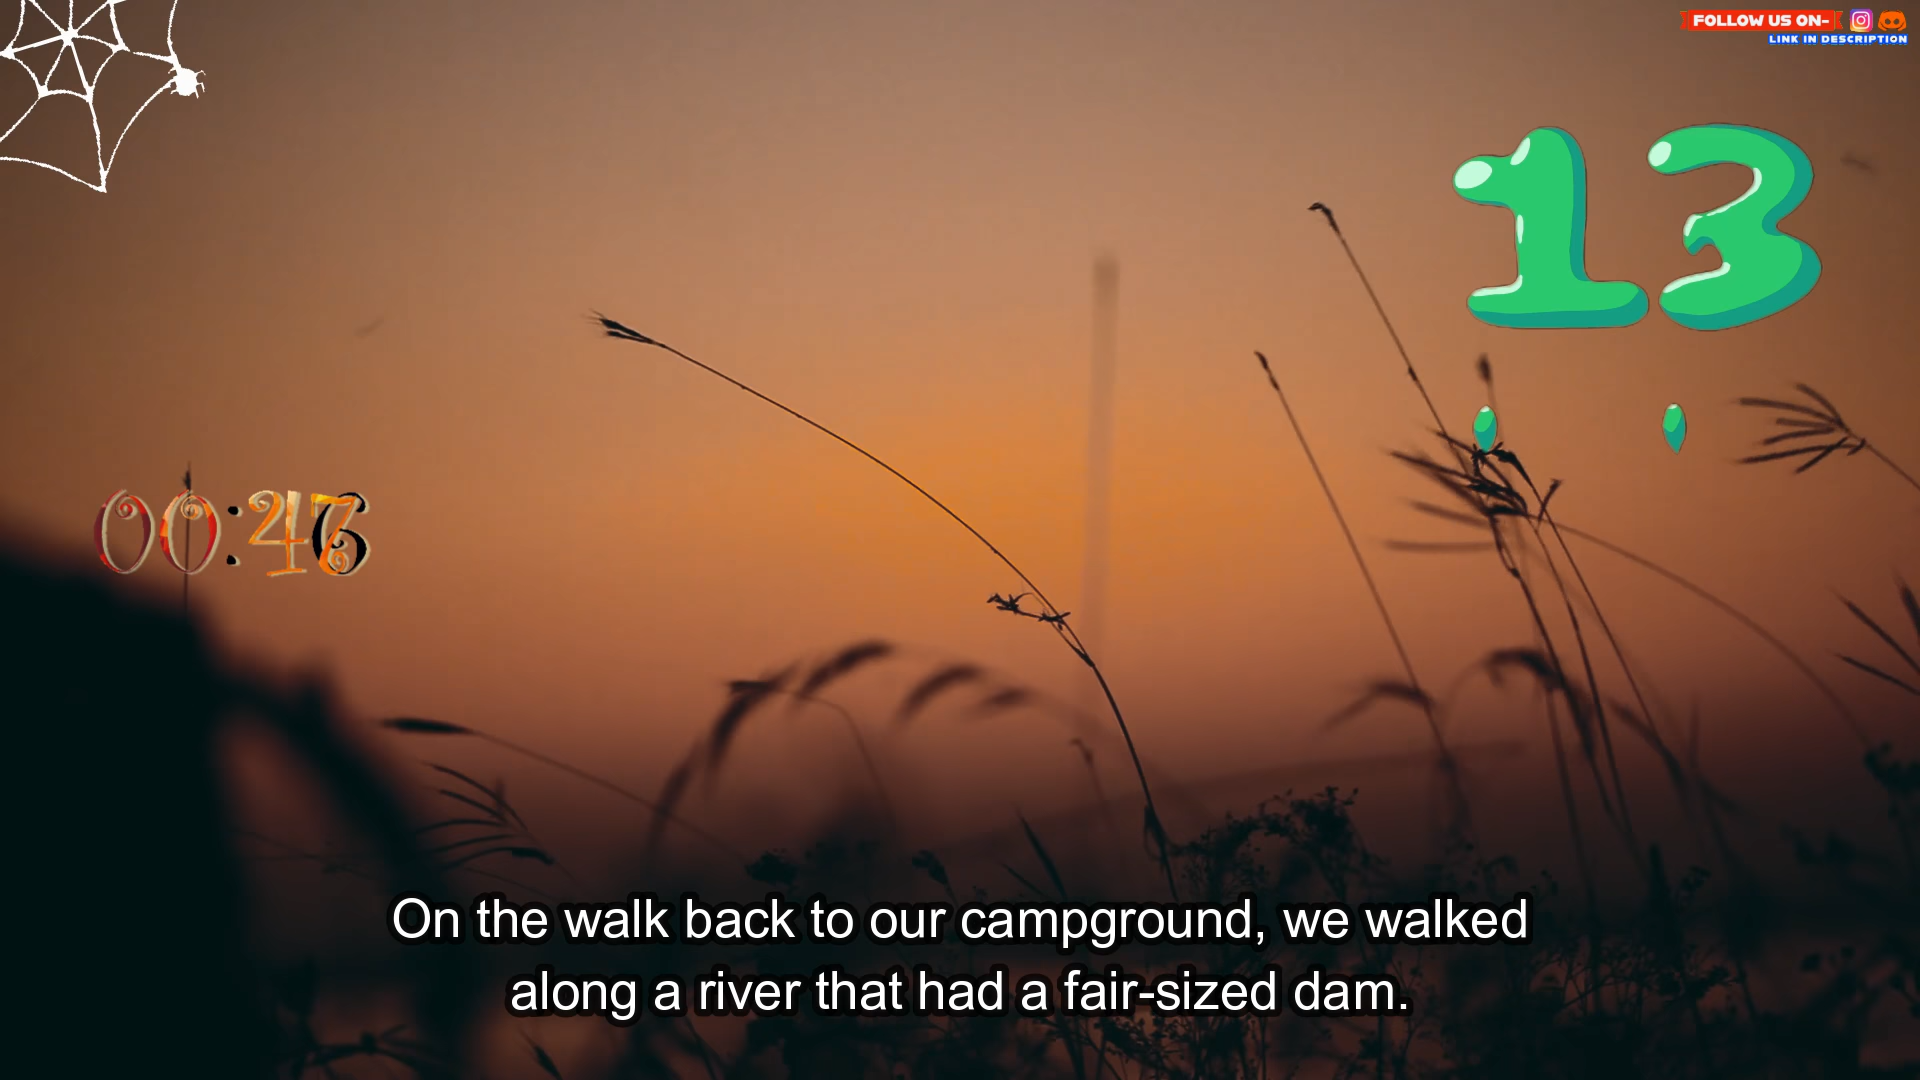 FOLLOW US ON-
LINK IN DESCRIPTION
13
On the walk back to our campground, we walked
along a river that had a fair-sized dam.